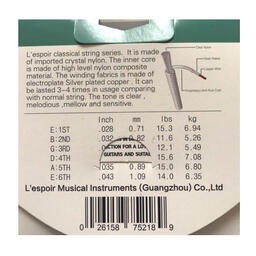 L'espoir classical string series. It is made
of imported crystal nylon. The inner core
is made of high level nylon composite
material. The winding fabrics is made of
electroplate Silver plated copper . It can
be lasted 3~4 times in usage comparing
with normal string. The tone is clear ,
melodious ,mellow and sensitive.
Inch mm lbs kg
E:1ST .028 0.71 15.3 6.94
B:2ND .032 0.82 11.6 5.26
G:3RD 12.1 5.49
D:4TH 15.6 7.08
A:5TH .035 0.89 15.0 6.80
E:6TH .043 1.09 14.0 6.35
GUITARS AND
L'espoir Musical Instruments (Guangzhou) Co.,Ltd
0 26158 75218 9